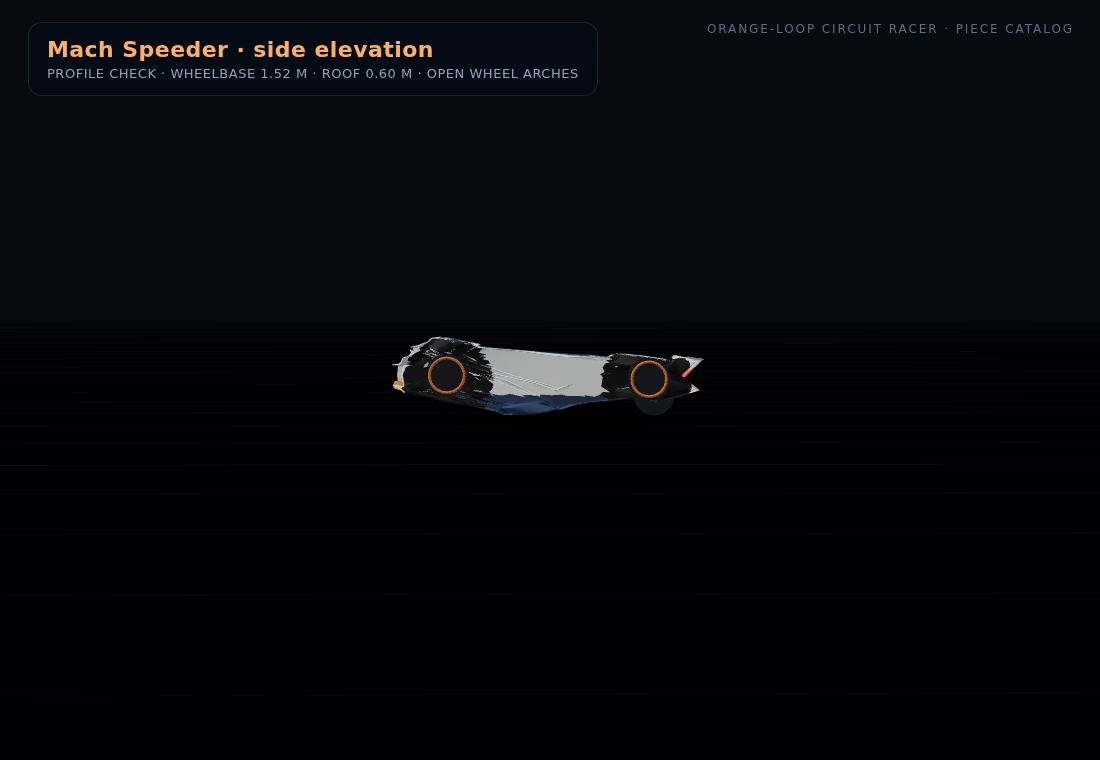 Mach Speeder · side elevation
PROFILE CHECK · WHEELBASE 1.52 M · ROOF 0.60 M · OPEN WHEEL ARCHES
ORANGE-LOOP CIRCUIT RACER · PIECE CATALOG